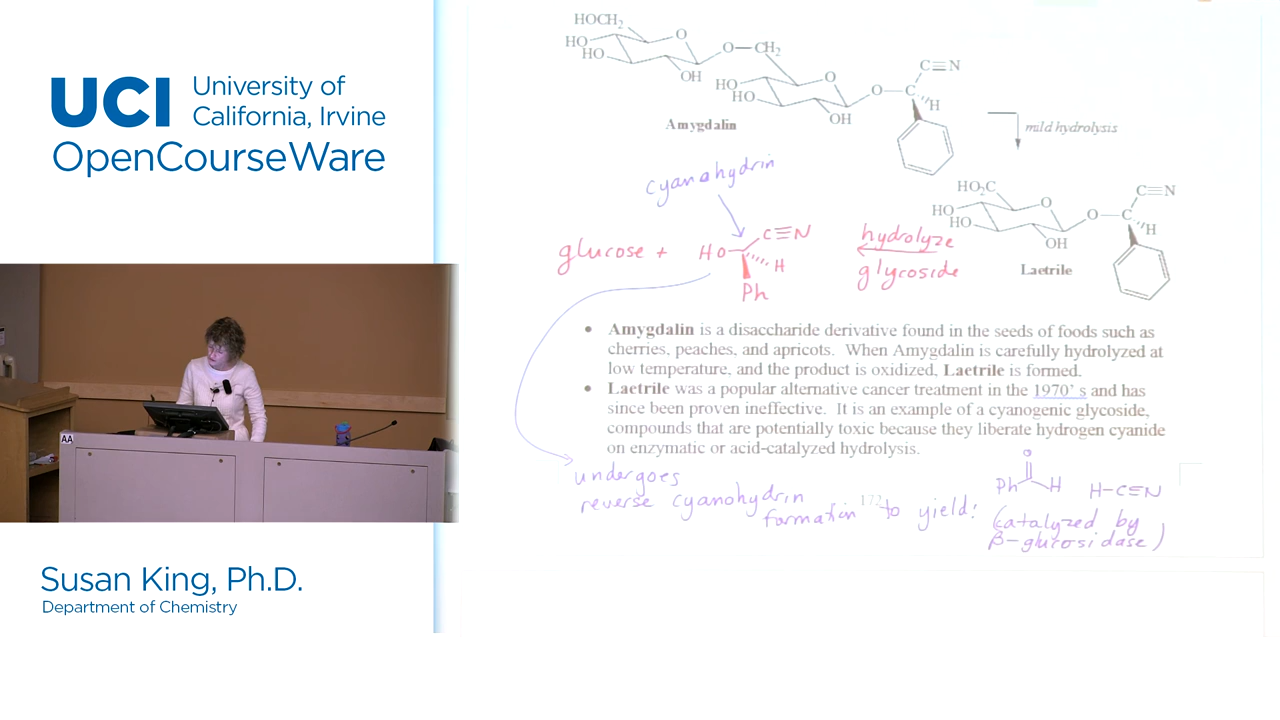 UCI University of
California, Irvine
OpenCourseWare
HOCH2
HO
HO
O
OH
O—CH2
HO
HO
O
OH
O
C
C≡N
H
Amygdalin
mild hydrolysis
cyanohydrin
HO2C
HO
HO
O
OH
O
C
C≡N
H
Laetrile
glucose + HO C≡N
H
Ph
hydrolyze
glycoside
• Amygdalin is a disaccharide derivative found in the seeds of foods such as
cherries, peaches, and apricots. When Amygdalin is carefully hydrolyzed at
low temperature, and the product is oxidized, Laetrile is formed.
• Laetrile was a popular alternative cancer treatment in the 1970's and has
since been proven ineffective. It is an example of a cyanogenic glycoside,
compounds that are potentially toxic because they liberate hydrogen cyanide
on enzymatic or acid-catalyzed hydrolysis.
undergoes
reverse cyanohydrin
formation to yield:
172
O
Ph H H-C≡N
(catalyzed by
β-glucosidase)
AA
Susan King, Ph.D.
Department of Chemistry